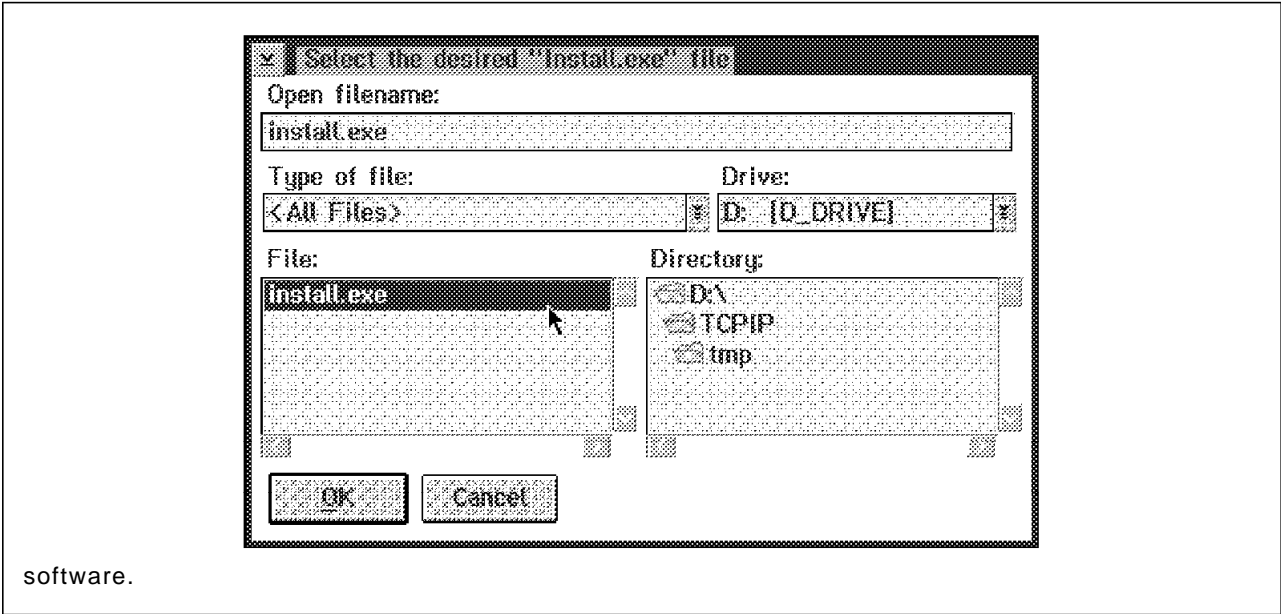 Select the desired "Install.exe" file
Open filename:
install.exe
Type of file:
Drive:
<All Files>
D: [D_DRIVE]
File:
Directory:
install.exe
D:\
TCPIP
tmp
OK
Cancel
software.